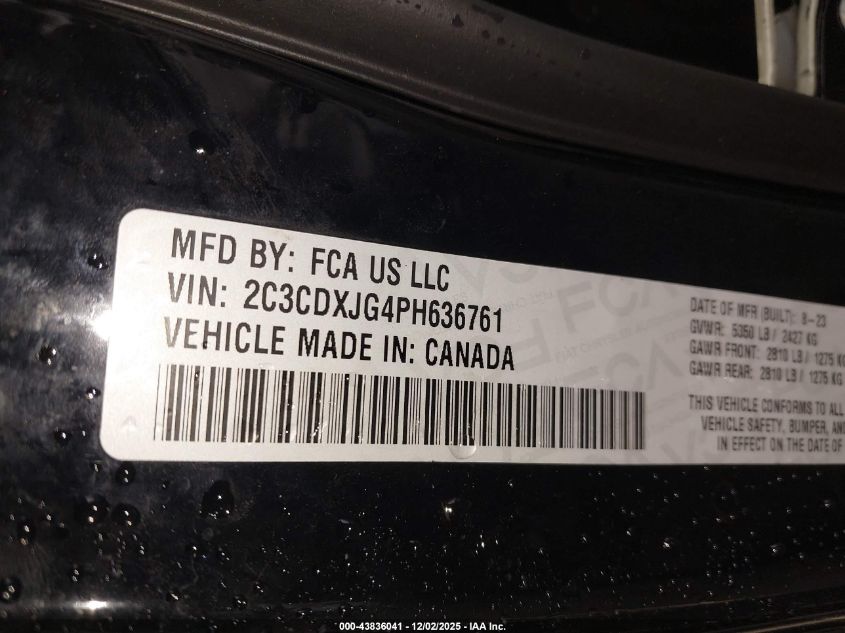 MFD BY: FCA US LLC
VIN: 2C3CDXJG4PH636761
VEHICLE MADE IN: CANADA
DATE OF MFR (BUILT): 8-23
GVWR: 5350 LB / 2427 KG
GAWR FRONT: 2810 LB / 1275 KG
GAWR REAR: 2810 LB / 1275 KG
THIS VEHICLE CONFORMS TO ALL
VEHICLE SAFETY, BUMPER, AND
IN EFFECT ON THE DATE OF
000-43836041 - 12/02/2025 - IAA Inc.